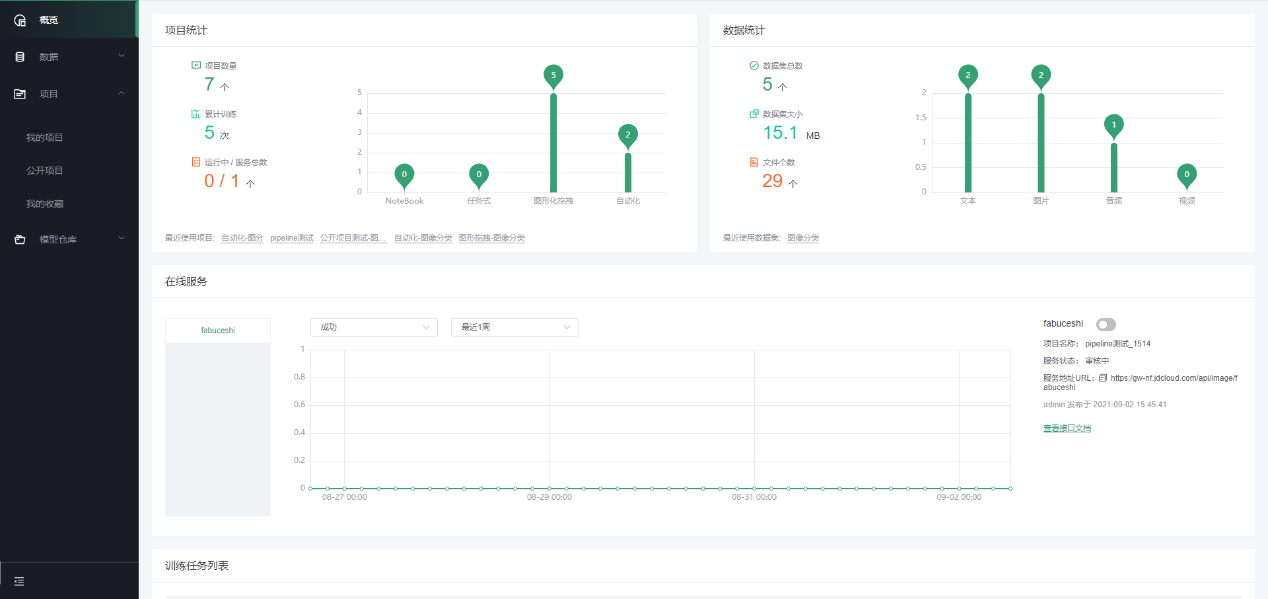 概览
数据
项目
我的项目
公开项目
我的收藏
模型仓库
项目统计
项目数量
7 个
累计训练
5 次
运行中 / 服务总数
0 / 1 个
5
4
3
2
1
0
0
0
5
2
NoteBook
任务式
图形化拖拽
自动化
最近使用项目: 自动化-图分 pipeline测试 公开项目测试-图... 自动化-图像分类 图形拖拽-图像分类
数据统计
数据集总数
5 个
数据集大小
15.1 MB
文件个数
29 个
2
1.5
1
0.5
0
2
2
1
0
文本
图片
音频
视频
最近使用数据集: 图像分类
在线服务
fabuceshi
成功
最近1周
1
0.8
0.6
0.4
0.2
0
08-27 00:00
08-29 00:00
08-31 00:00
09-02 00:00
fabuceshi
项目名称: pipeline测试_1514
服务状态: 审核中
服务地址URL: https:/gw-nf.jdcloud.com/api/image/f
abuceshi
admin 发布于 2021-09-02 15:45:41
查看接口文档
训练任务列表